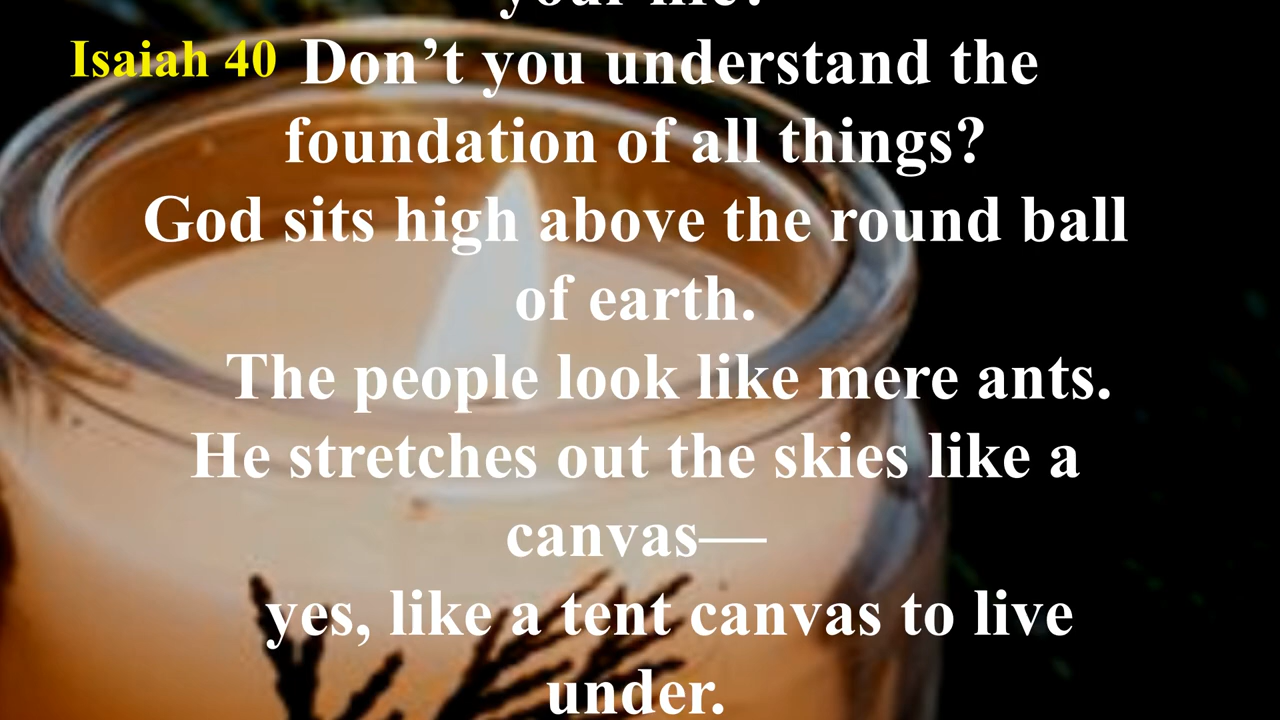 your life?
Isaiah 40 Don’t you understand the
foundation of all things?
God sits high above the round ball
of earth.
The people look like mere ants.
He stretches out the skies like a
canvas—
yes, like a tent canvas to live
under.